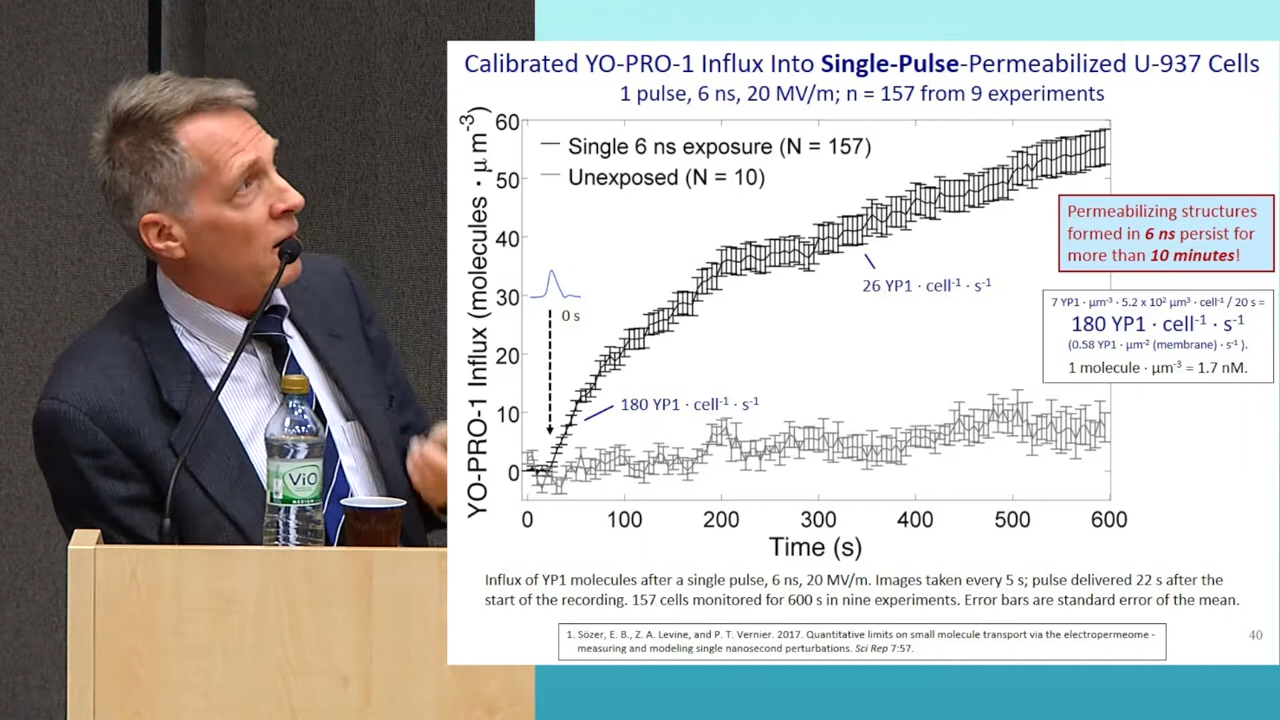 Calibrated YO-PRO-1 Influx Into Single-Pulse-Permeabilized U-937 Cells
1 pulse, 6 ns, 20 MV/m; n = 157 from 9 experiments
YO-PRO-1 Influx (molecules · μm⁻³)
60
50
40
30
20
10
0
Single 6 ns exposure (N = 157)
Unexposed (N = 10)
0 s
180 YP1 · cell⁻¹ · s⁻¹
26 YP1 · cell⁻¹ · s⁻¹
0 100 200 300 400 500 600
Time (s)
Permeabilizing structures
formed in 6 ns persist for
more than 10 minutes!
7 YP1 · μm⁻³ · 5.2 x 10² μm³ · cell⁻¹ / 20 s =
180 YP1 · cell⁻¹ · s⁻¹
(0.58 YP1 · μm⁻² (membrane) · s⁻¹ ).
1 molecule · μm⁻³ = 1.7 nM.
Influx of YP1 molecules after a single pulse, 6 ns, 20 MV/m. Images taken every 5 s; pulse delivered 22 s after the
start of the recording. 157 cells monitored for 600 s in nine experiments. Error bars are standard error of the mean.
1. Sözer, E. B., Z. A. Levine, and P. T. Vernier. 2017. Quantitative limits on small molecule transport via the electropermeome -
measuring and modeling single nanosecond perturbations. Sci Rep 7:57.
40
ViO
MEDIUM